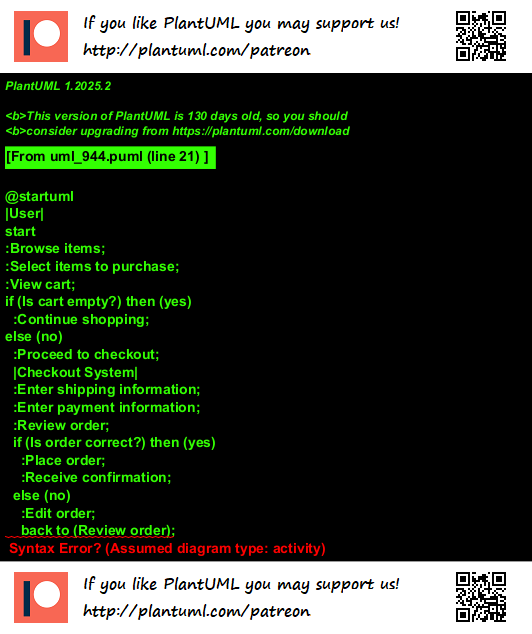 If you like PlantUML you may support us!
http://plantuml.com/patreon
PlantUML 1.2025.2
<b>This version of PlantUML is 130 days old, so you should
<b>consider upgrading from https://plantuml.com/download
[From uml_944.puml (line 21) ]
@startuml
|User|
start
:Browse items;
:Select items to purchase;
:View cart;
if (Is cart empty?) then (yes)
  :Continue shopping;
else (no)
  :Proceed to checkout;
  |Checkout System|
  :Enter shipping information;
  :Enter payment information;
  :Review order;
  if (Is order correct?) then (yes)
    :Place order;
    :Receive confirmation;
  else (no)
    :Edit order;
    back to (Review order);
Syntax Error? (Assumed diagram type: activity)
If you like PlantUML you may support us!
http://plantuml.com/patreon